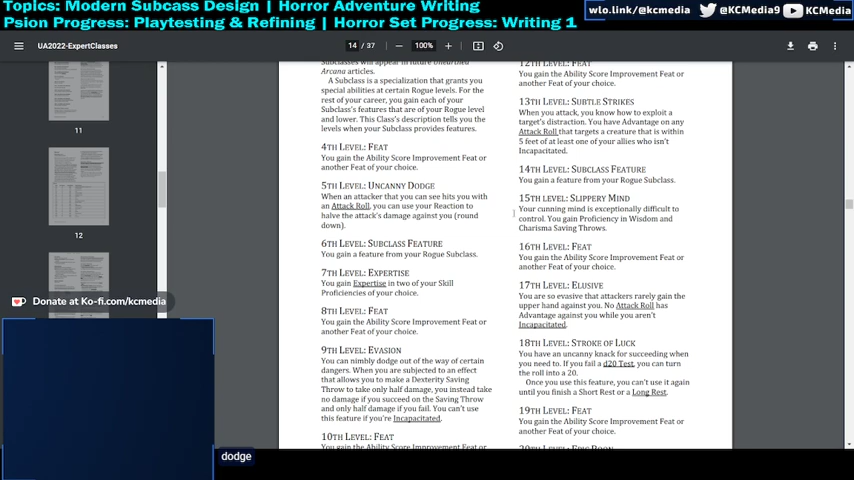 Topics: Modern Subcass Design | Horror Adventure Writing
Psion Progress: Playtesting & Refining | Horror Set Progress: Writing 1
wlo.link/@kcmedia
@KCMedia9
KCMedia
UA2022-ExpertClasses
14 / 37
100%
11
12
Donate at Ko-fi.com/kcmedia
Arcana articles.
A Subclass is a specialization that grants you
special abilities at certain Rogue levels. For the
rest of your career, you gain each of your
Subclass's features that are of your Rogue level
and lower. This Class's description tells you the
levels when your Subclass provides features.
4TH LEVEL: FEAT
You gain the Ability Score Improvement Feat or
another Feat of your choice.
5TH LEVEL: UNCANNY DODGE
When an attacker that you can see hits you with
an Attack Roll, you can use your Reaction to
halve the attack's damage against you (round
down).
6TH LEVEL: SUBCLASS FEATURE
You gain a feature from your Rogue Subclass.
7TH LEVEL: EXPERTISE
You gain Expertise in two of your Skill
Proficiencies of your choice.
8TH LEVEL: FEAT
You gain the Ability Score Improvement Feat or
another Feat of your choice.
9TH LEVEL: EVASION
You can nimbly dodge out of the way of certain
dangers. When you are subjected to an effect
that allows you to make a Dexterity Saving
Throw to take only half damage, you instead take
no damage if you succeed on the Saving Throw
and only half damage if you fail. You can't use
this feature if you're Incapacitated.
10TH LEVEL: FEAT
You gain the Ability Score Improvement Feat or
12TH LEVEL: FEAT
You gain the Ability Score Improvement Feat or
another Feat of your choice.
13TH LEVEL: SUBTLE STRIKES
When you attack, you know how to exploit a
target's distraction. You have Advantage on any
Attack Roll that targets a creature that is within
5 feet of at least one of your allies who isn't
Incapacitated.
14TH LEVEL: SUBCLASS FEATURE
You gain a feature from your Rogue Subclass.
15TH LEVEL: SLIPPERY MIND
Your cunning mind is exceptionally difficult to
control. You gain Proficiency in Wisdom and
Charisma Saving Throws.
16TH LEVEL: FEAT
You gain the Ability Score Improvement Feat or
another Feat of your choice.
17TH LEVEL: ELUSIVE
You are so evasive that attackers rarely gain the
upper hand against you. No Attack Roll has
Advantage against you while you aren't
Incapacitated.
18TH LEVEL: STROKE OF LUCK
You have an uncanny knack for succeeding when
you need to. If you fail a d20 Test, you can turn
the roll into a 20.
Once you use this feature, you can't use it again
until you finish a Short Rest or a Long Rest.
19TH LEVEL: FEAT
You gain the Ability Score Improvement Feat or
another Feat of your choice.
20TH LEVEL: EPIC BOON
dodge